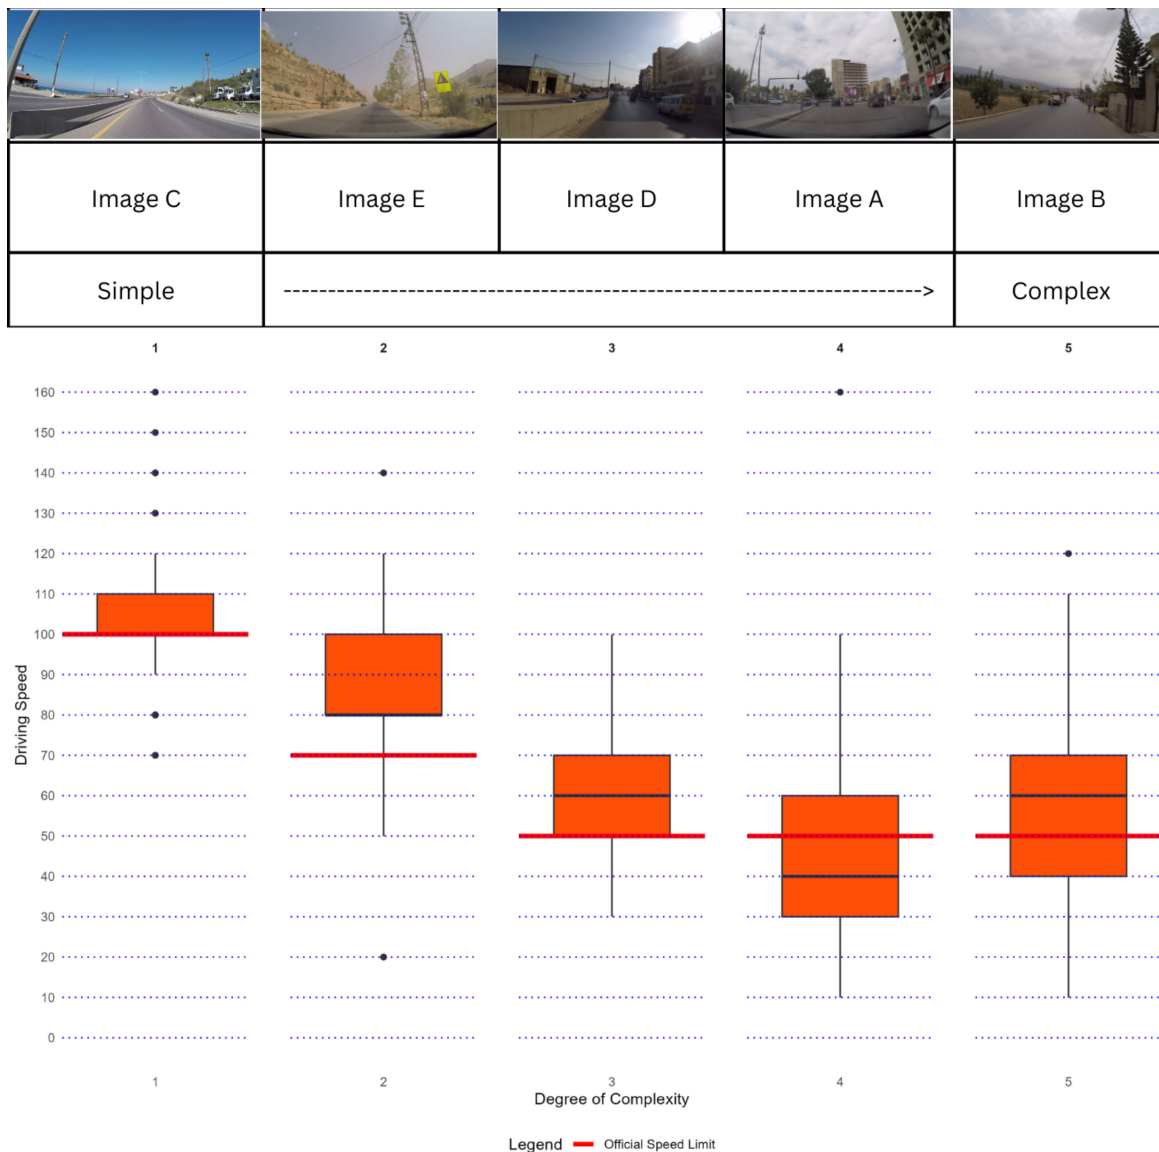 Image C
Image E
Image D
Image A
Image B
Simple
---------------------------------------------------------------------->
Complex
1
2
3
4
5
160
150
140
130
120
110
100
90
80
70
60
50
40
30
20
10
0
Driving Speed
1
2
3
4
5
Degree of Complexity
Legend
Official Speed Limit